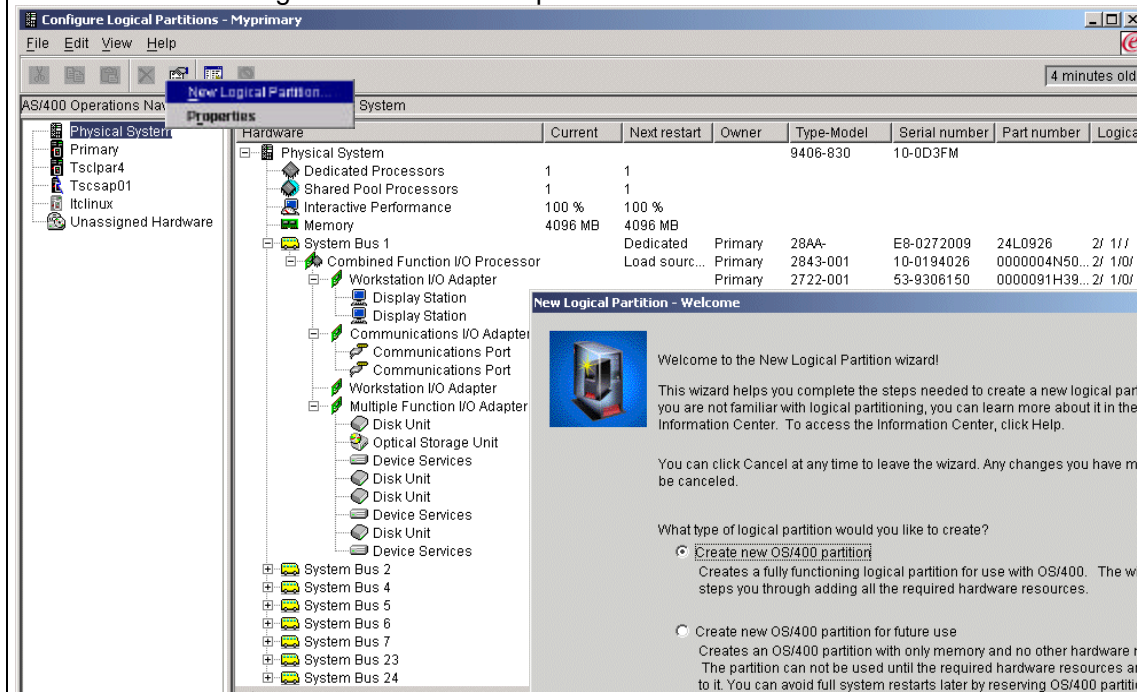 Configure Logical Partitions - Myprimary
File Edit View Help
4 minutes old
New Logical Partition...
Properties
AS/400 Operations Nav System
Physical System
Primary
Tsclpar4
Tscsap01
Itclinux
Unassigned Hardware
Hardware Current Next restart Owner Type-Model Serial number Part number Logica
Physical System 9406-830 10-0D3FM
Dedicated Processors 1 1
Shared Pool Processors 1 1
Interactive Performance 100 % 100 %
Memory 4096 MB 4096 MB
System Bus 1 Dedicated Primary 28AA- E8-0272009 24L0926 2/ 1/ /
Combined Function I/O Processor Load sourc... Primary 2843-001 10-0194026 0000004N50... 2/ 1/0/
Workstation I/O Adapter Primary 2722-001 53-9306150 0000091H39... 2/ 1/0/
Display Station
Display Station
Communications I/O Adapter
Communications Port
Communications Port
Workstation I/O Adapter
Multiple Function I/O Adapter
Disk Unit
Optical Storage Unit
Device Services
Disk Unit
Disk Unit
Device Services
Disk Unit
Device Services
System Bus 2
System Bus 4
System Bus 5
System Bus 6
System Bus 7
System Bus 23
System Bus 24
New Logical Partition - Welcome
Welcome to the New Logical Partition wizard!
This wizard helps you complete the steps needed to create a new logical par
you are not familiar with logical partitioning, you can learn more about it in the
Information Center. To access the Information Center, click Help.
You can click Cancel at any time to leave the wizard. Any changes you have m
be canceled.
What type of logical partition would you like to create?
Create new OS/400 partition
Creates a fully functioning logical partition for use with OS/400. The w
steps you through adding all the required hardware resources.
Create new OS/400 partition for future use
Creates an OS/400 partition with only memory and no other hardware r
The partition can not be used until the required hardware resources a
to it. You can avoid full system restarts later by reserving OS/400 partiti